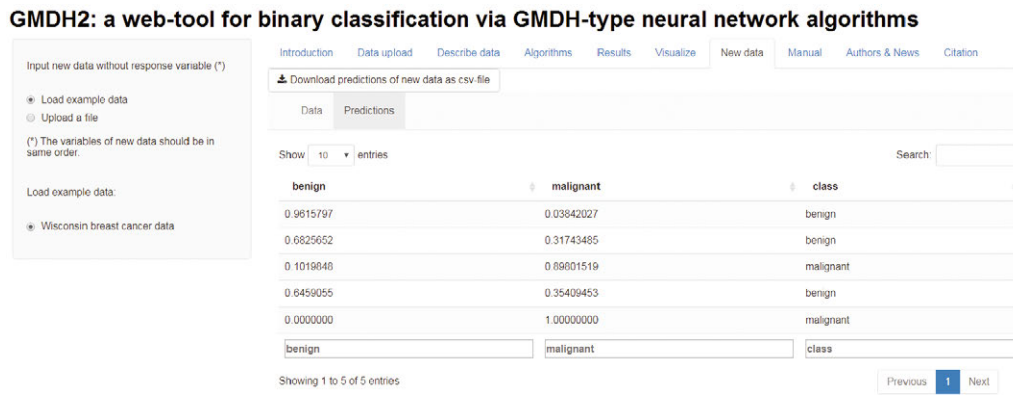 GMDH2: a web-tool for binary classification via GMDH-type neural network algorithms
Input new data without response variable (*)
Load example data
Upload a file
(*) The variables of new data should be in
same order.
Load example data:
Wisconsin breast cancer data
Introduction Data upload Describe data Algorithms Results Visualize New data Manual Authors & News Citation
Download predictions of new data as csv-file
Data Predictions
Show 10 entries Search:
benign malignant class
0.9615797 0.03842027 benign
0.6825652 0.31743485 benign
0.1019848 0.89801519 malignant
0.6459055 0.35409453 benign
0.0000000 1.00000000 malignant
benign malignant class
Showing 1 to 5 of 5 entries Previous 1 Next